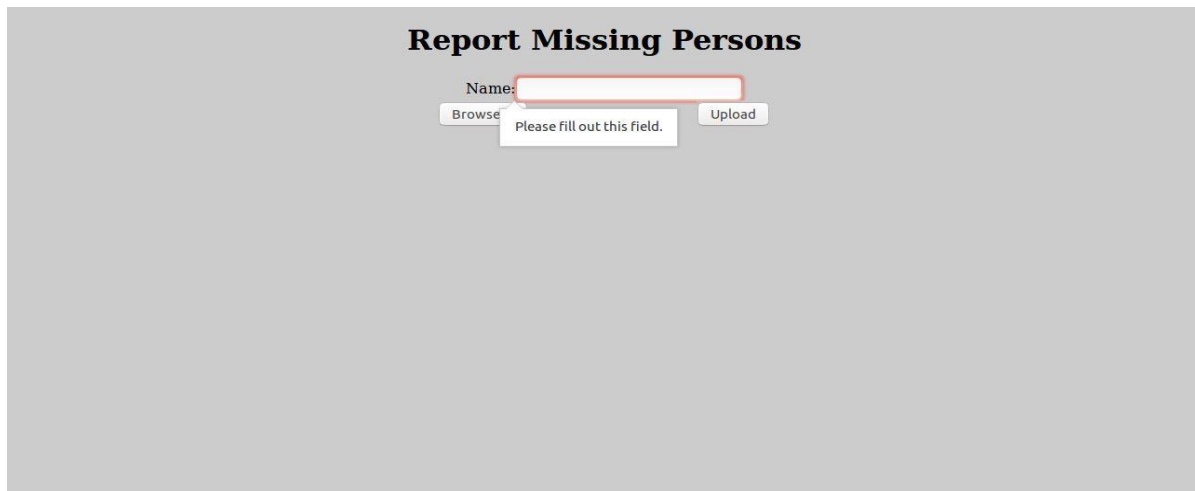 Report Missing Persons
Name:
Browse
Upload
Please fill out this field.